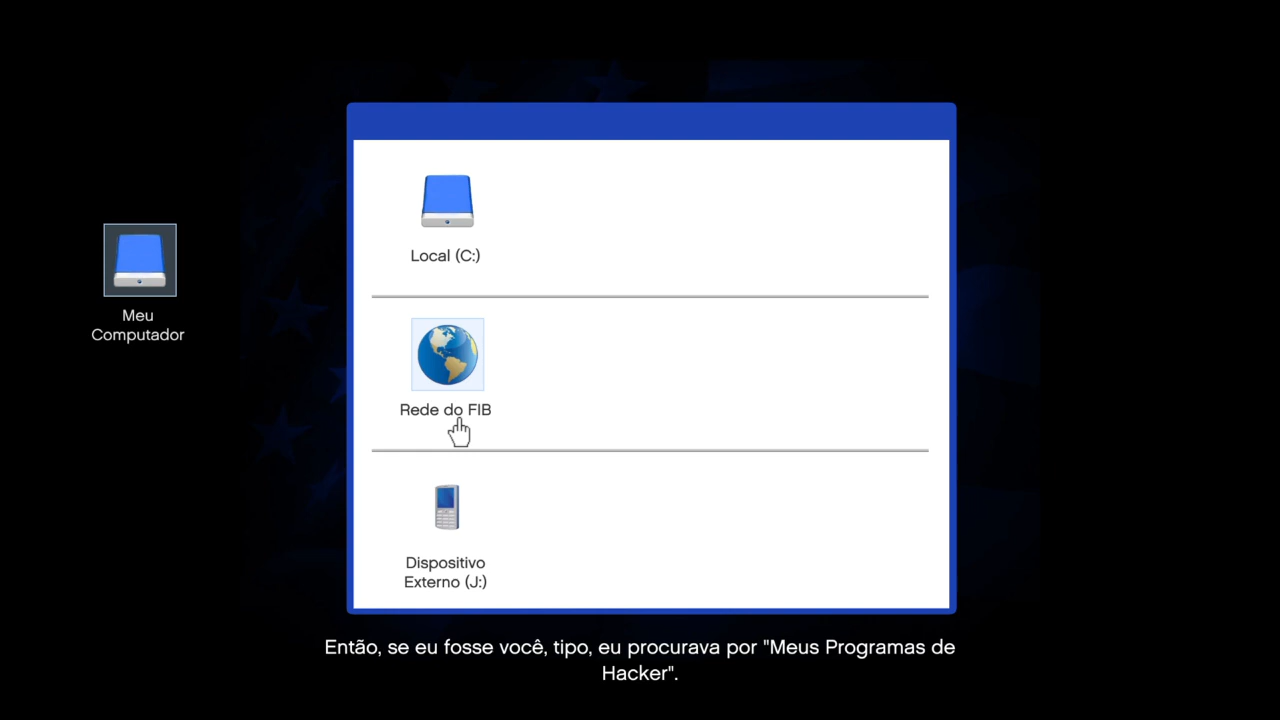 Local (C:)
Meu
Computador
Rede do FIB
Dispositivo
Externo (J:)
Então, se eu fosse você, tipo, eu procurava por "Meus Programas de
Hacker".